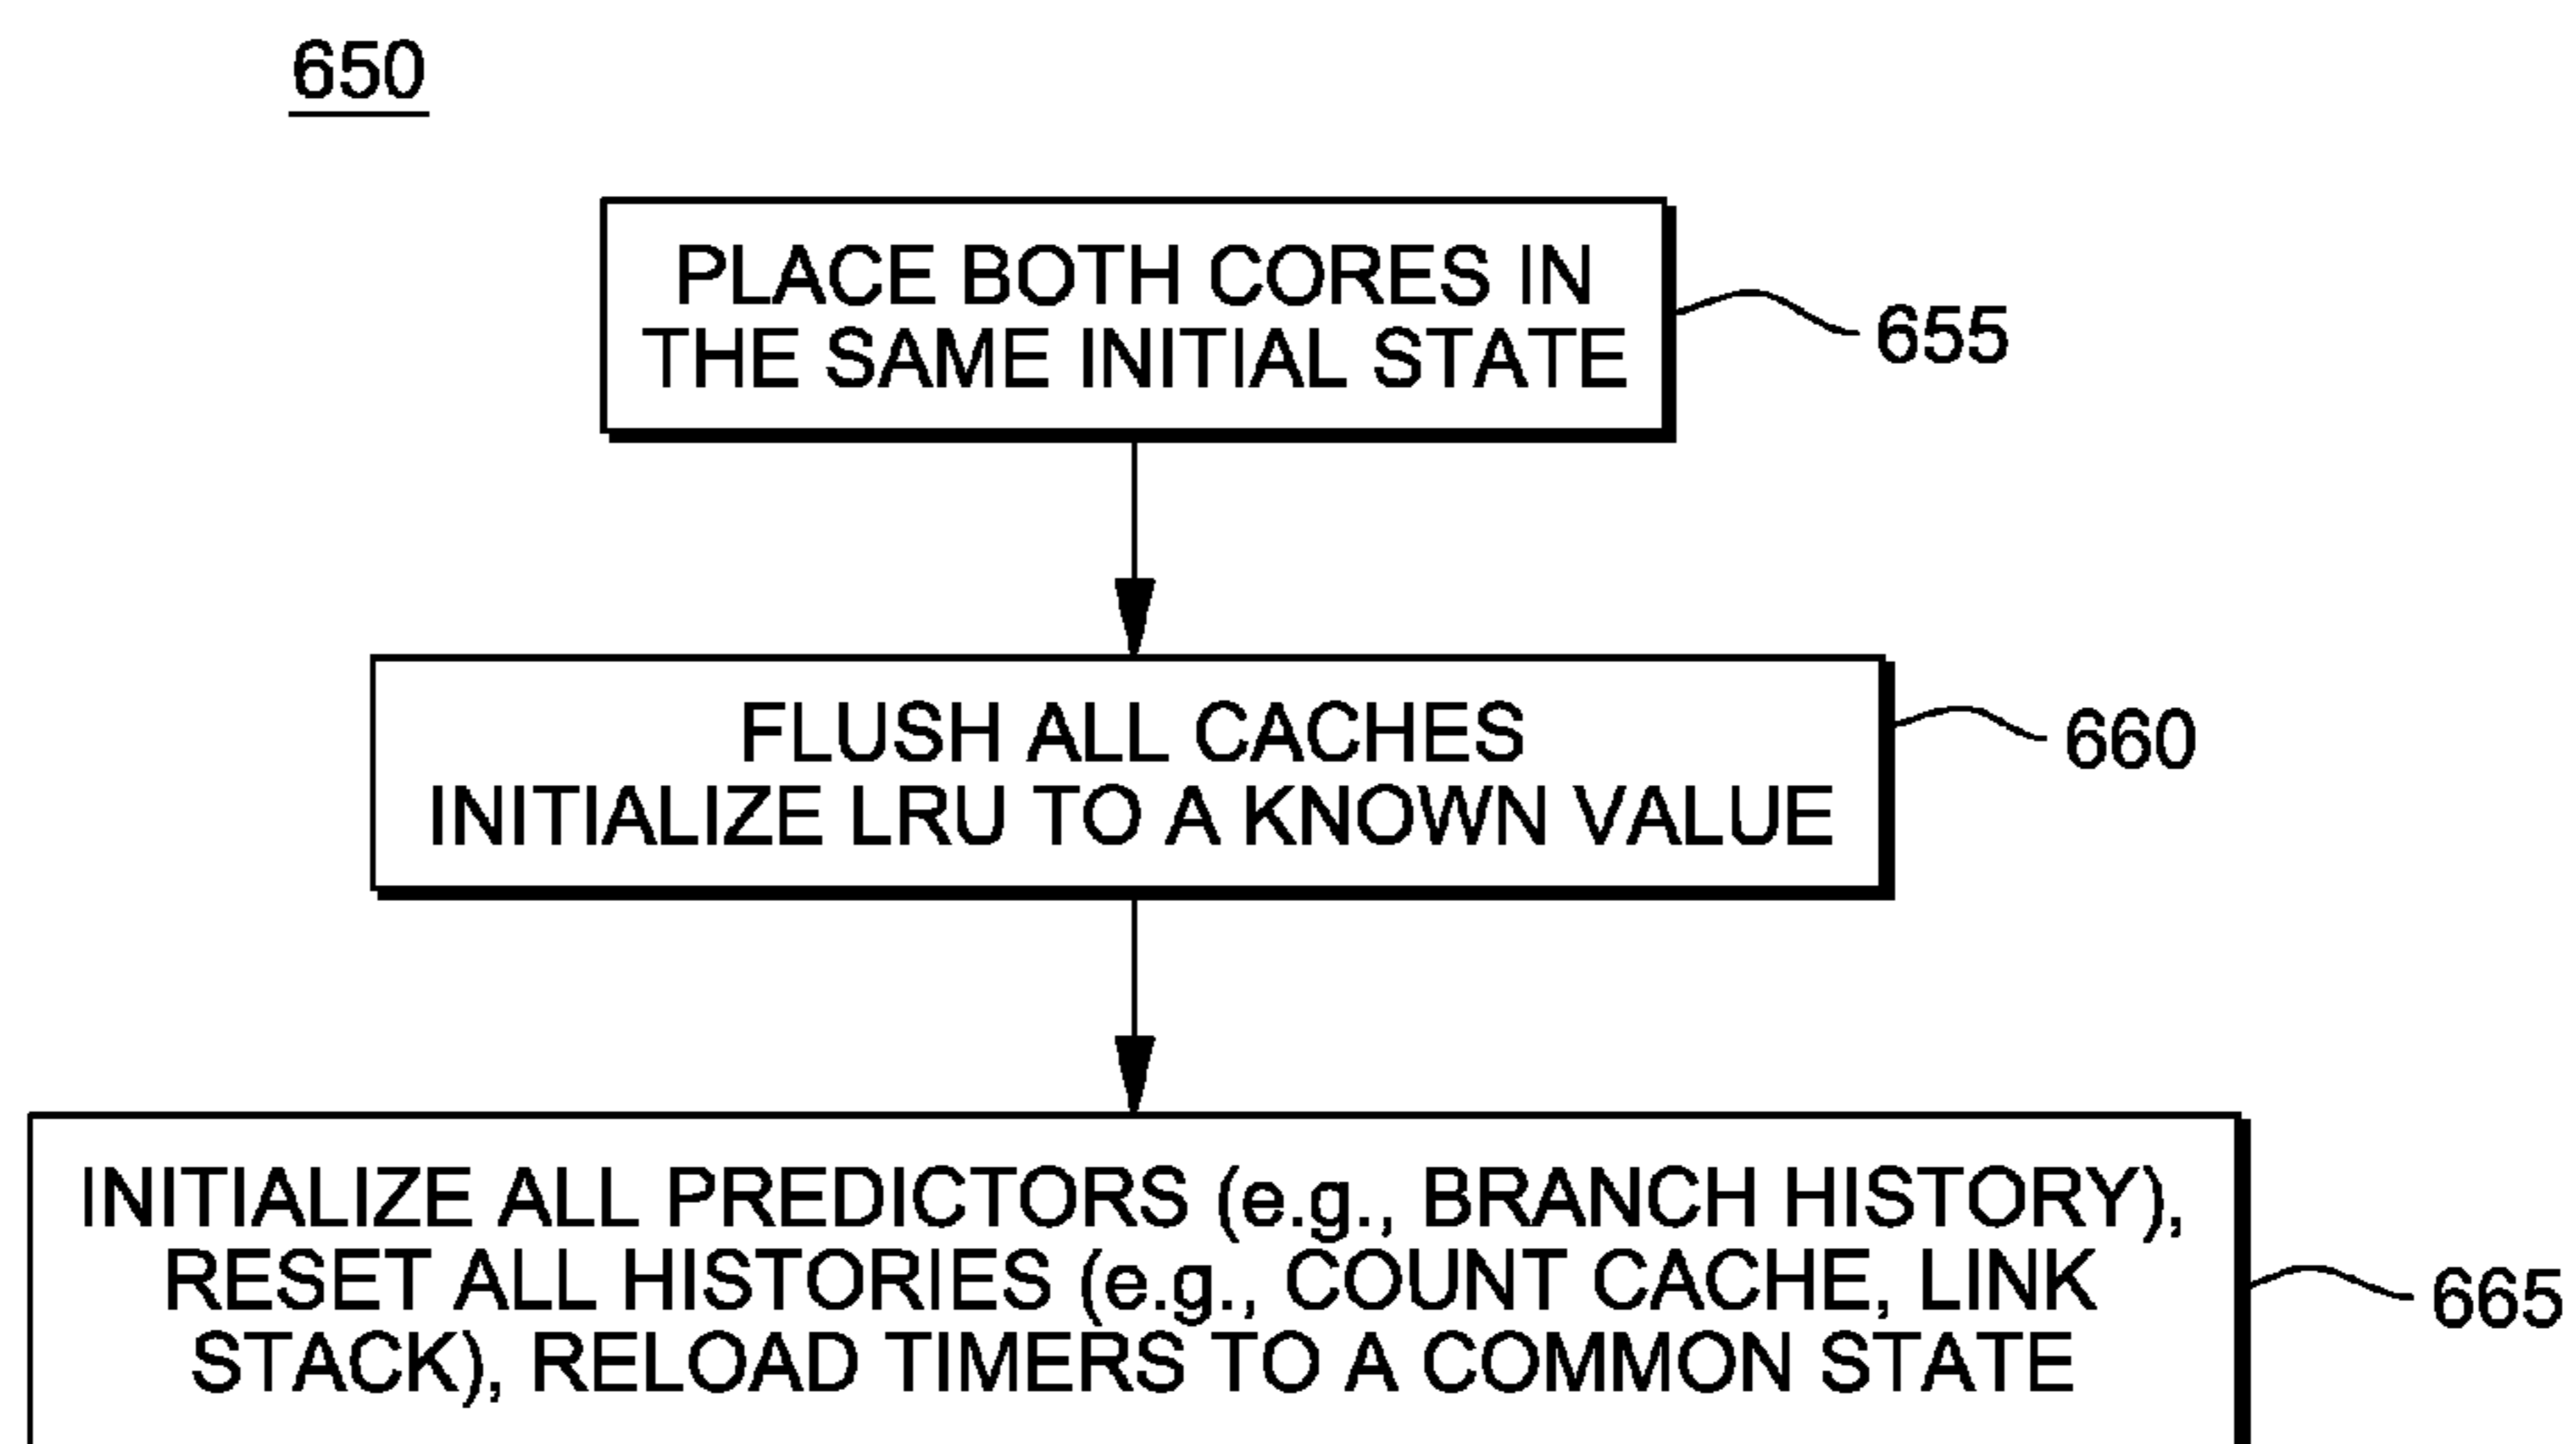 650
PLACE BOTH CORES IN
THE SAME INITIAL STATE
655
FLUSH ALL CACHES
INITIALIZE LRU TO A KNOWN VALUE
660
INITIALIZE ALL PREDICTORS (e.g., BRANCH HISTORY),
RESET ALL HISTORIES (e.g., COUNT CACHE, LINK
STACK), RELOAD TIMERS TO A COMMON STATE
665